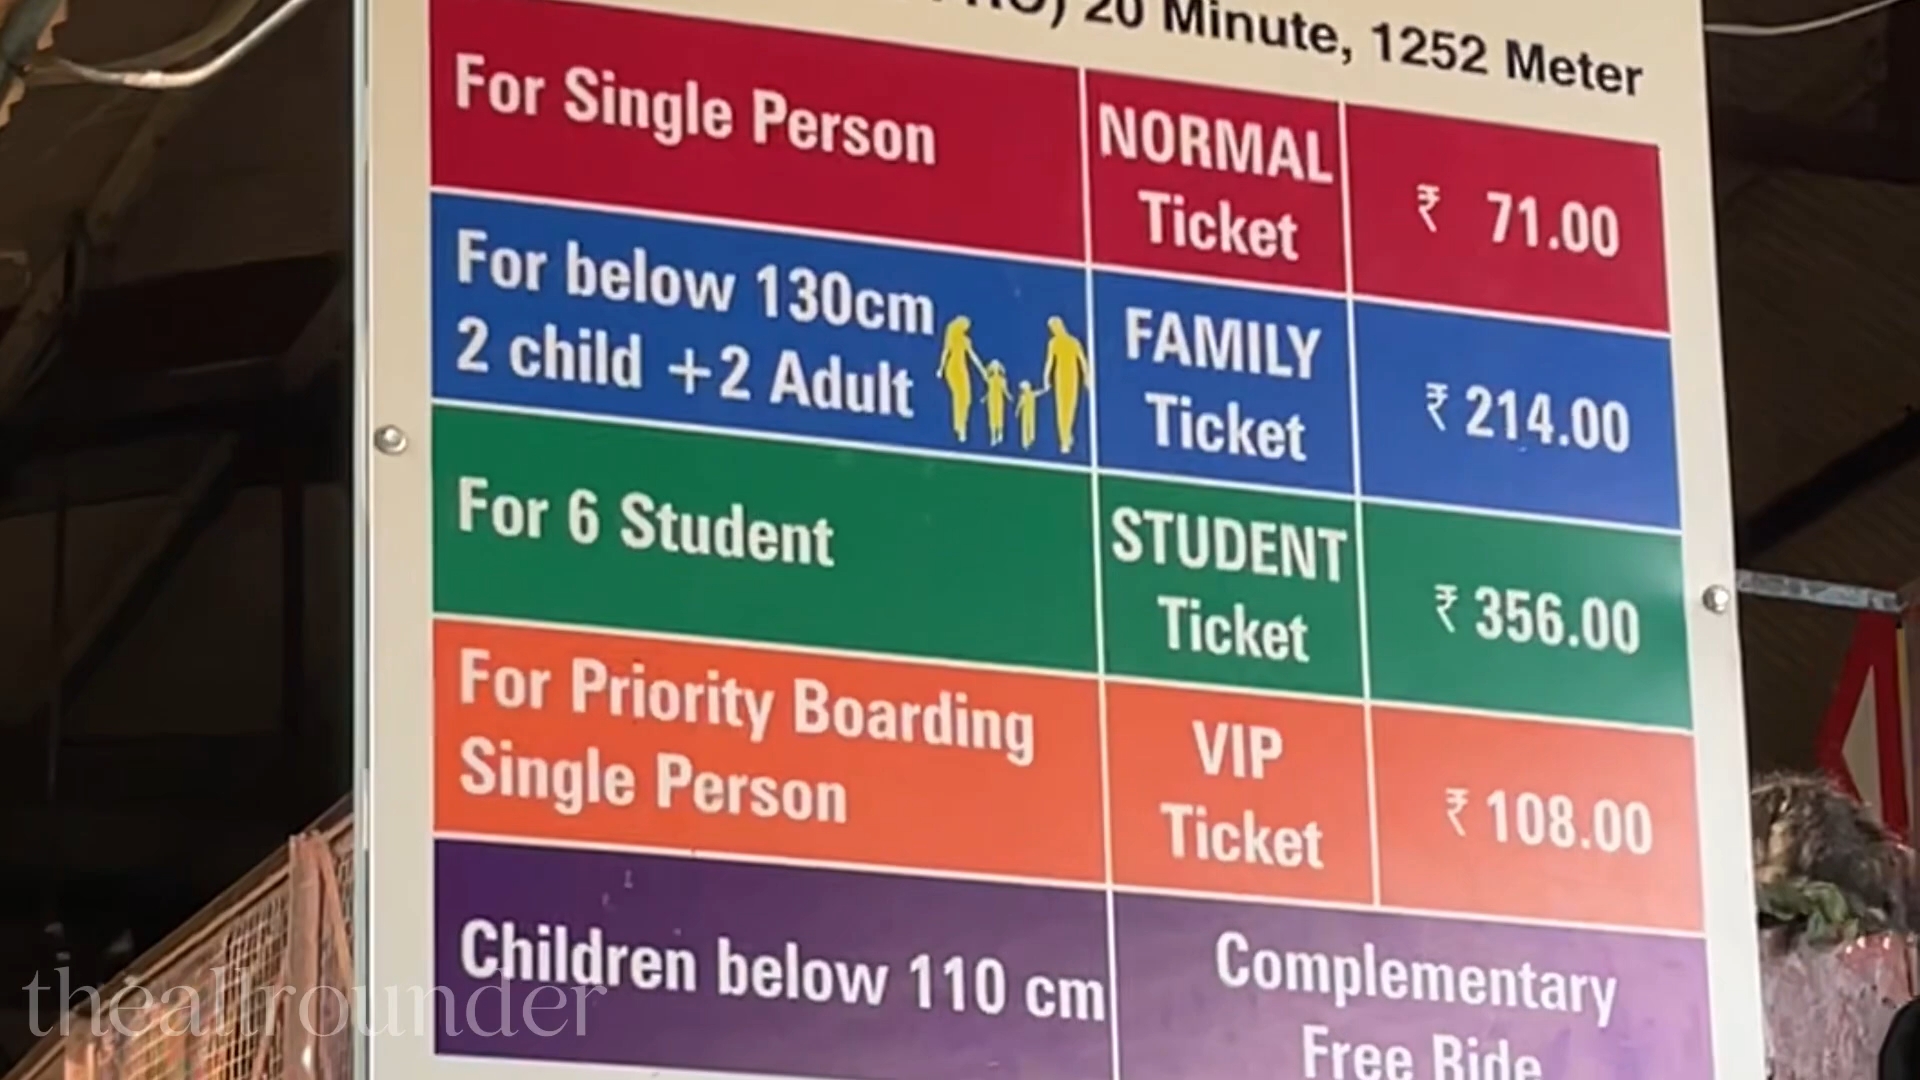 20 Minute, 1252 Meter
For Single Person
NORMAL
Ticket
₹ 71.00
For below 130cm
2 child +2 Adult
FAMILY
Ticket
₹ 214.00
For 6 Student
STUDENT
Ticket
₹ 356.00
For Priority Boarding
Single Person
VIP
Ticket
₹ 108.00
Children below 110 cm
Complementary
Free Ride
theallrounder